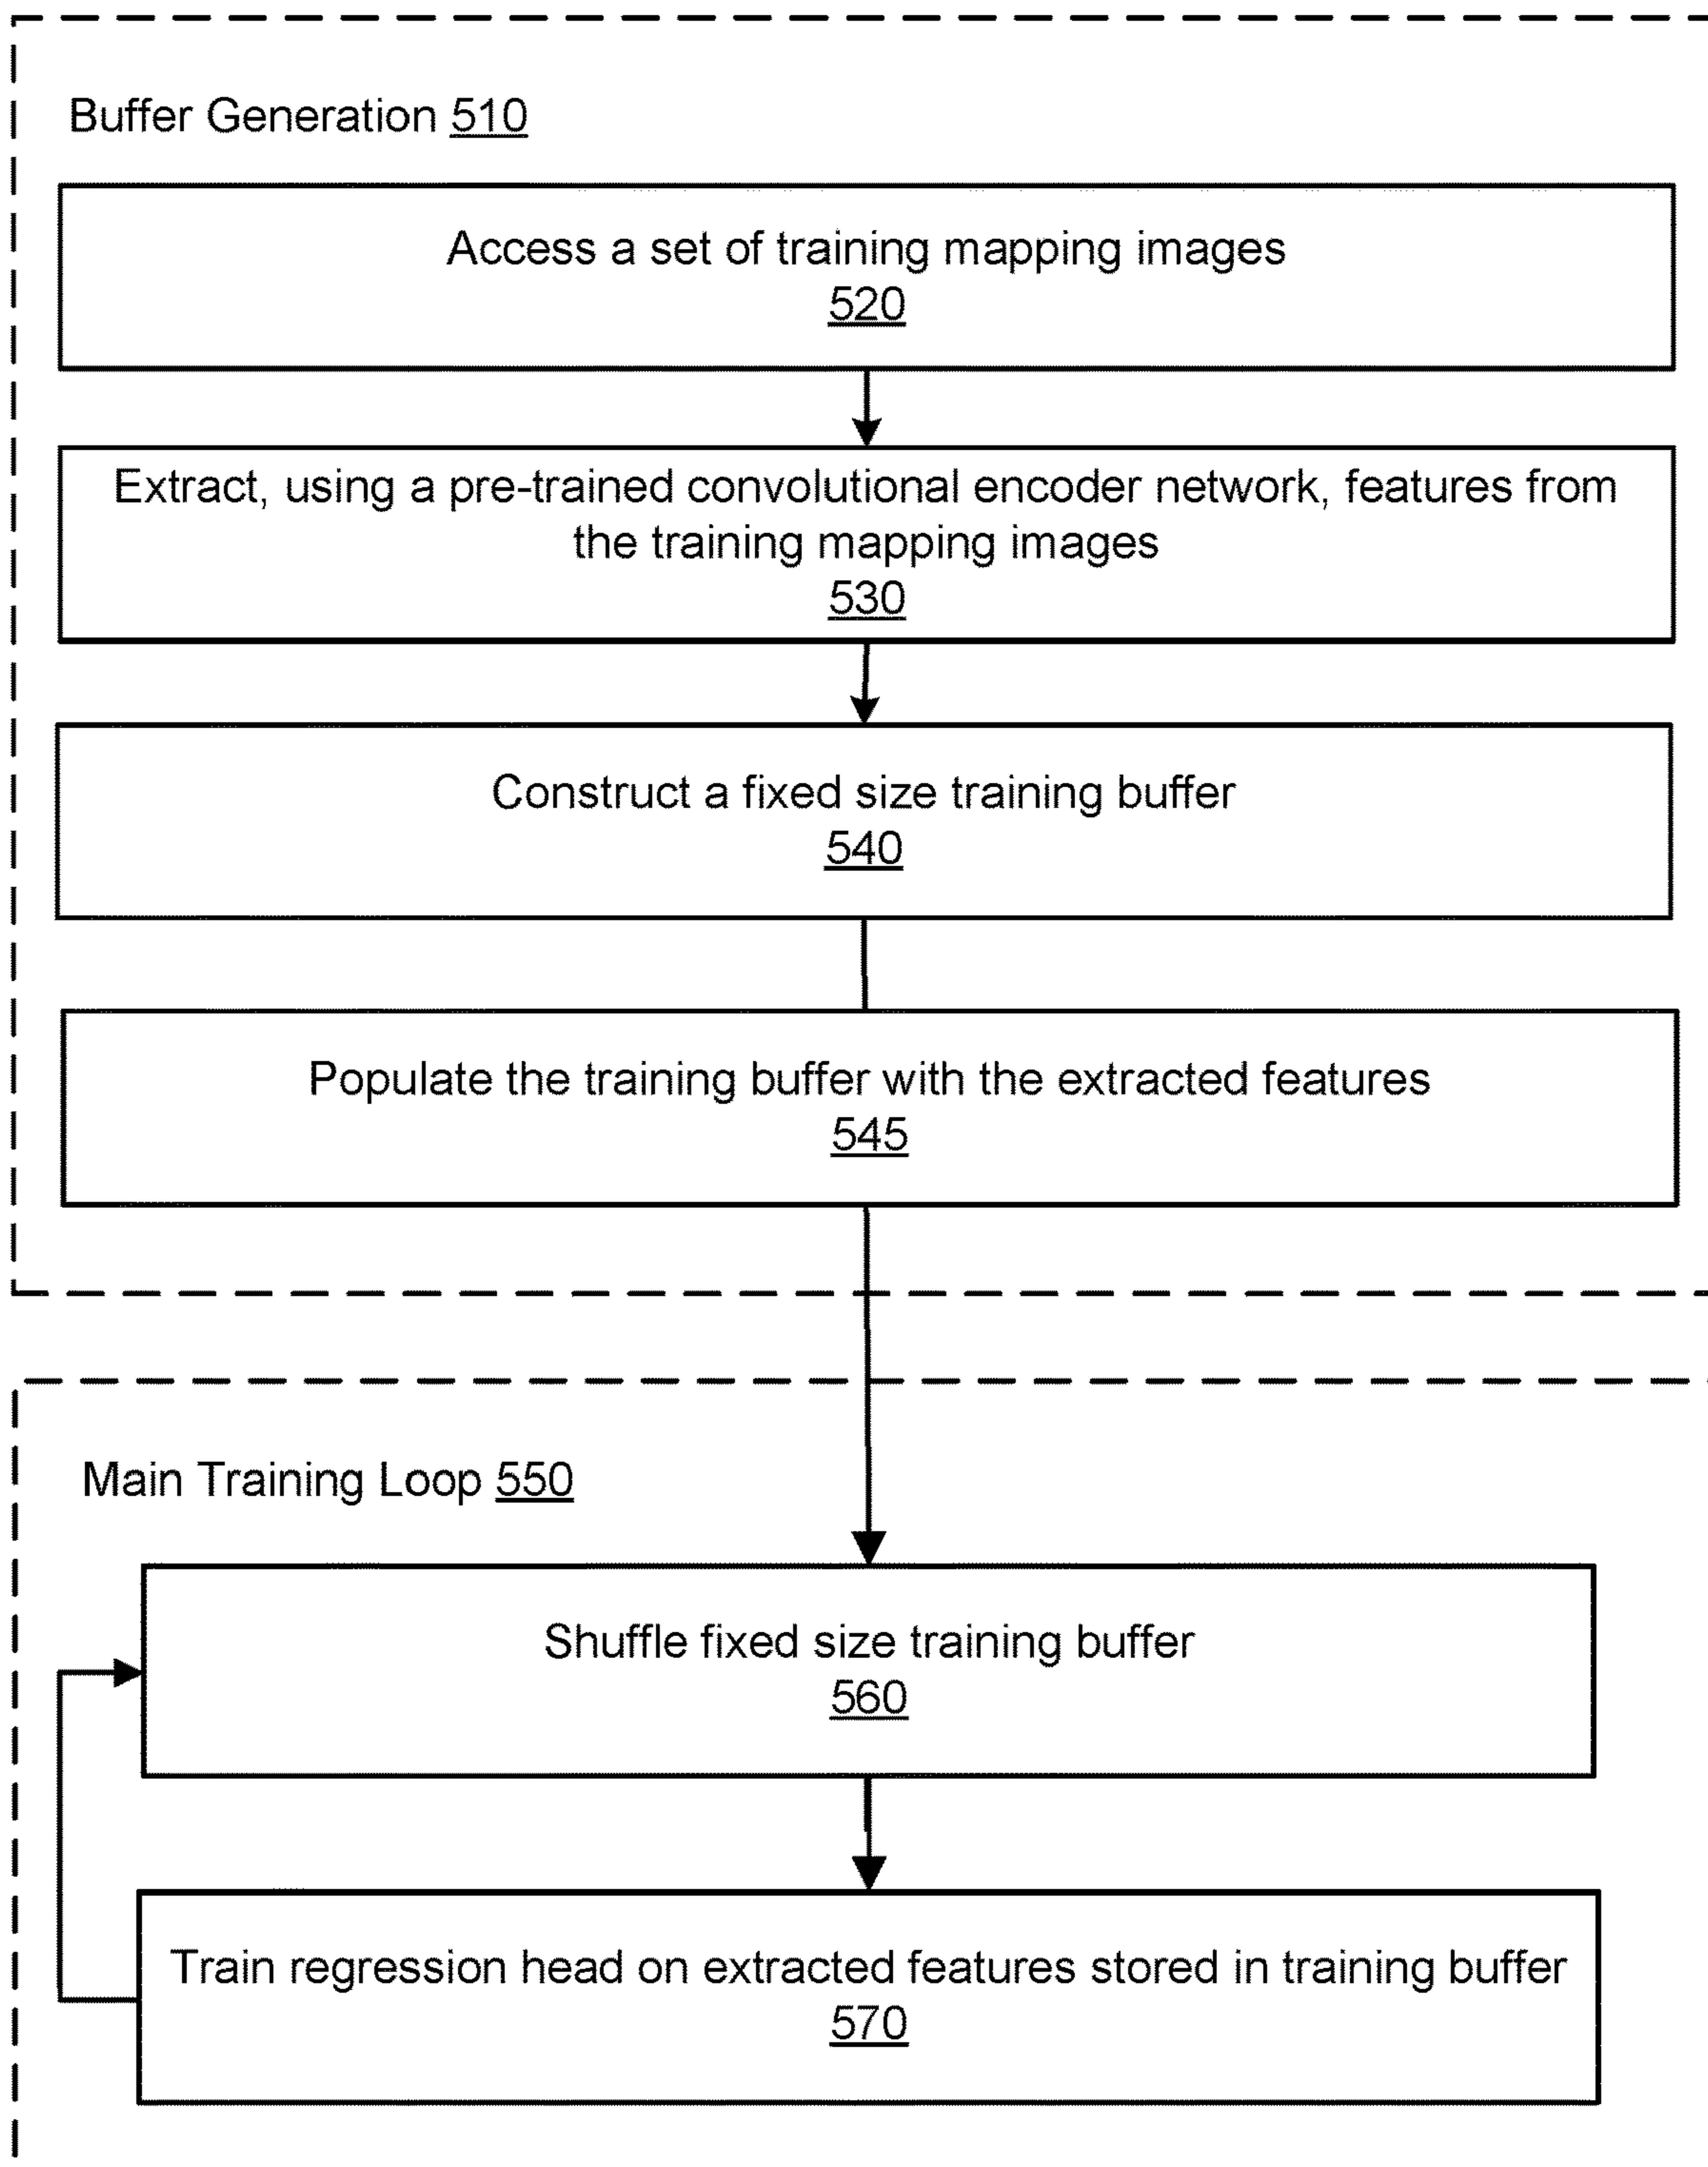 Buffer Generation 510
Access a set of training mapping images
520
Extract, using a pre-trained convolutional encoder network, features from
the training mapping images
530
Construct a fixed size training buffer
540
Populate the training buffer with the extracted features
545
Main Training Loop 550
Shuffle fixed size training buffer
560
Train regression head on extracted features stored in training buffer
570